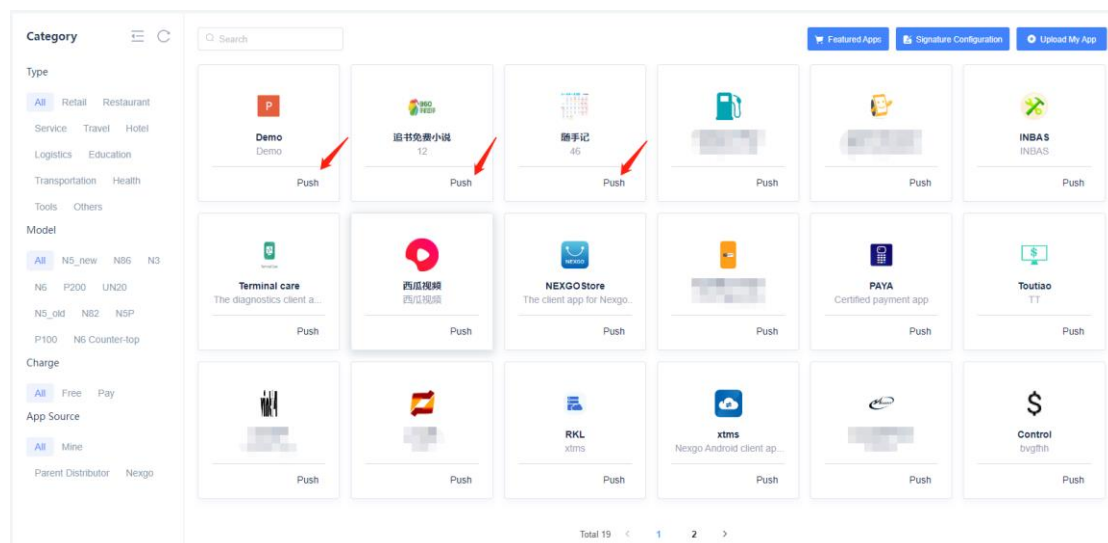 Category
Search
Featured Apps
Signature Configuration
Upload My App
Type
All Retail Restaurant
Service Travel Hotel
Logistics Education
Transportation Health
Tools Others
Model
All N5_new N86 N3
N6 P200 UN20
N5_old N82 N5P
P100 N6 Counter-top
Charge
All Free Pay
App Source
All Mine
Parent Distributor Nexgo
P
Demo
Demo
Push
追书免费小说
12
Push
随手记
46
Push
Push
Push
INBAS
INBAS
Push
Terminal care
The diagnostics client a...
Push
西瓜视频
西瓜视频
Push
NEXGO
NEXGOStore
The client app for Nexgo..
Push
Push
PAYA
Certified payment app
Push
$
Toutiao
TT
Push
Push
Push
RKL
xtms
Push
xtms
Nexgo Android client ap...
Push
Push
$
Control
bvgfhh
Push
Total 19 < 1 2 >